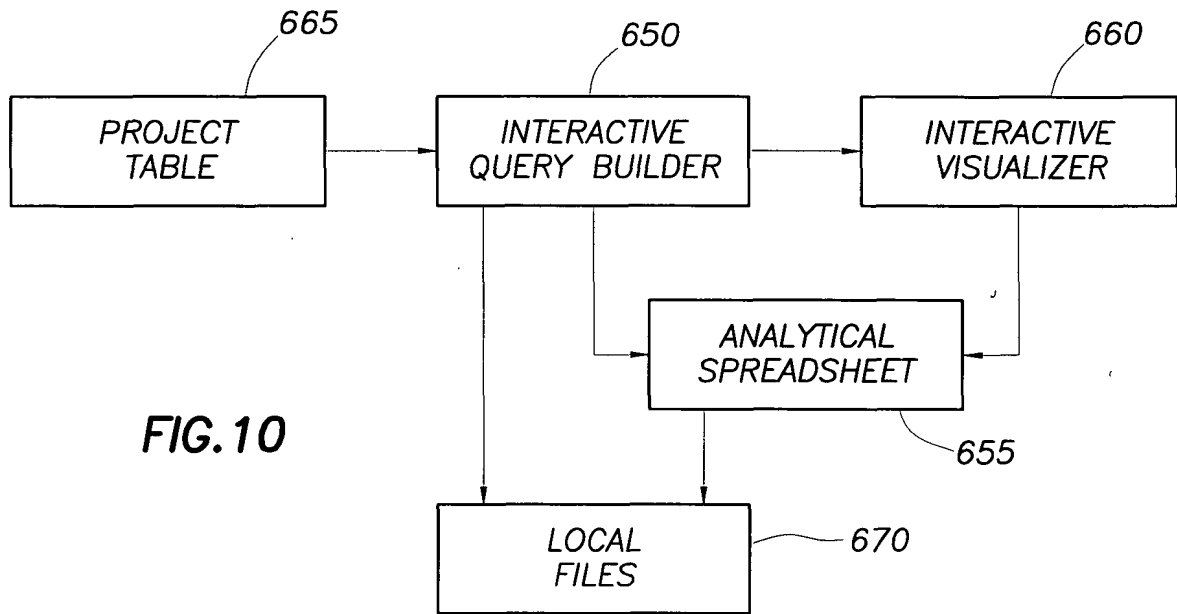 665
650
660
PROJECT
TABLE
INTERACTIVE
QUERY BUILDER
INTERACTIVE
VISUALIZER
ANALYTICAL
SPREADSHEET
FIG.10
655
LOCAL
FILES
670